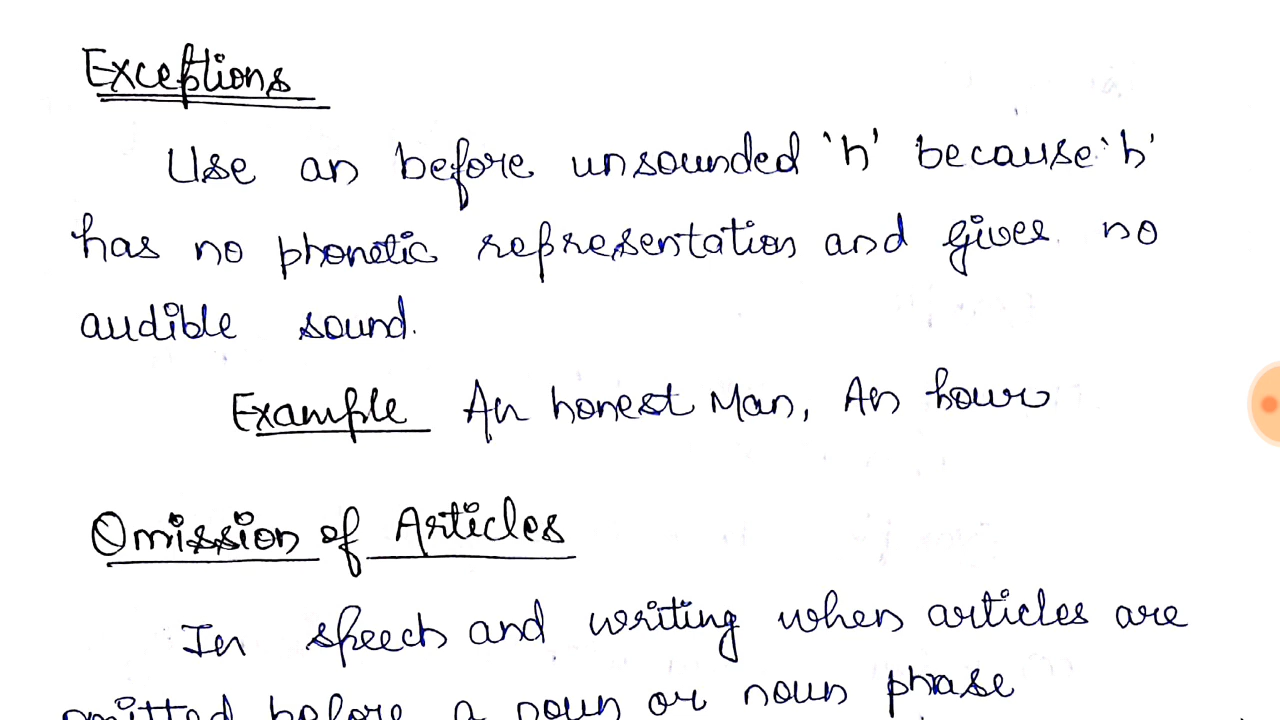 Exceptions
Use an before unsounded 'h' because 'h'
has no phonetic representation and gives no
audible sound.
Example An honest Man, An hour
Omission of Articles
In speech and writing when articles are
omitted before a noun or noun phrase